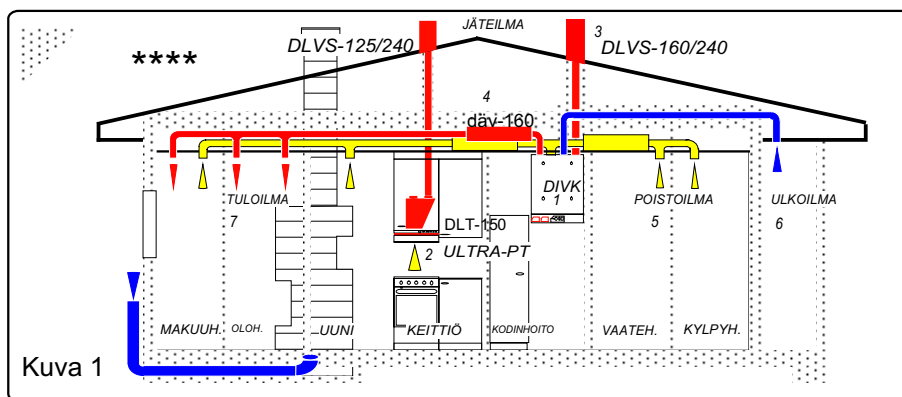 JÄTEILMA
DLVS-125/240
3
DLVS-160/240
****
4
däv-160
TULOILMA
7
DIVK
1
POISTOILMA
5
ULKOILMA
6
DLT-150
2
ULTRA-PT
MAKUUH.
OLOH.
UUNI
KEITTIÖ
KODINHOITO
VAATEH.
KYLPYH.
Kuva 1